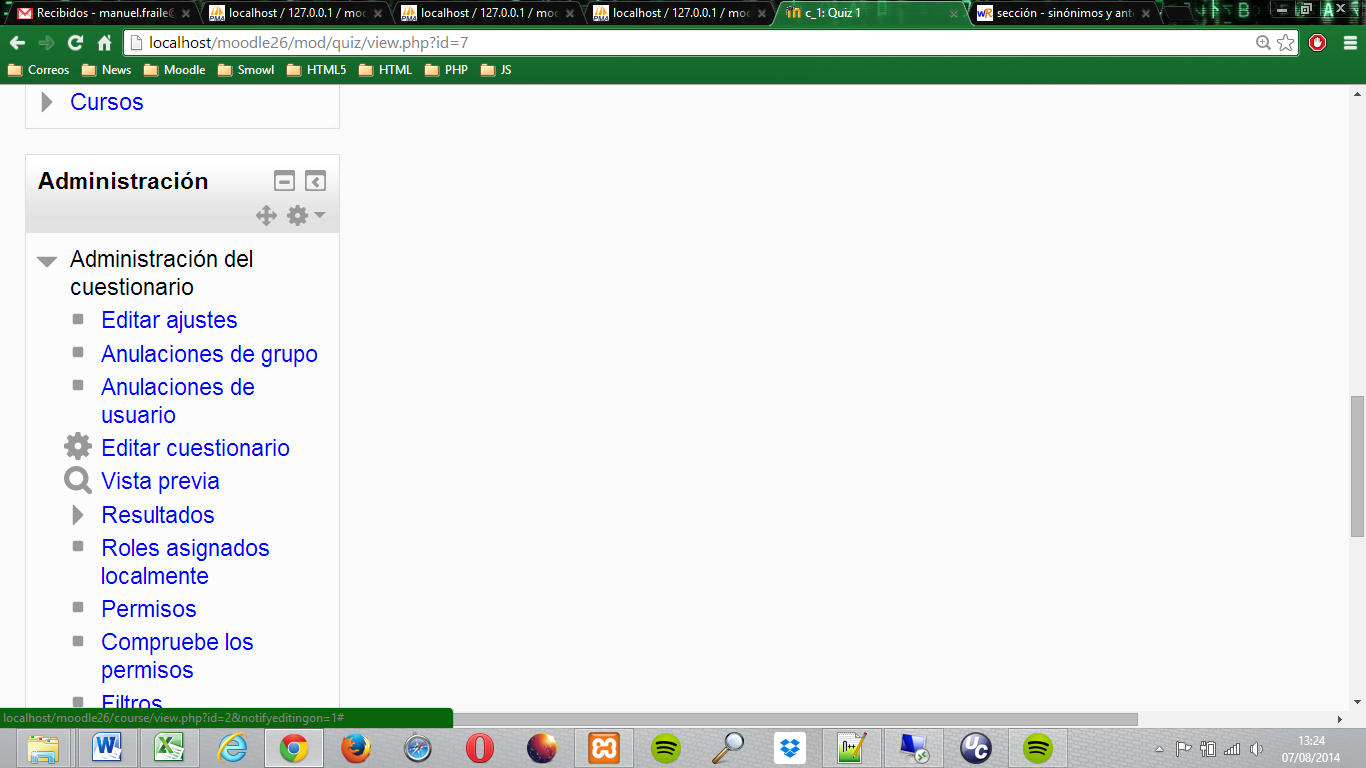 Recibidos - manuel.fraile@
localhost / 127.0.0.1 / mod
localhost / 127.0.0.1 / mod
localhost / 127.0.0.1 / mod
c_1: Quiz 1
sección - sinónimos y ant
localhost/moodle26/mod/quiz/view.php?id=7
Correos News Moodle Smowl HTML5 HTML PHP JS
Cursos
Administración
Administración del
cuestionario
Editar ajustes
Anulaciones de grupo
Anulaciones de
usuario
Editar cuestionario
Vista previa
Resultados
Roles asignados
localmente
Permisos
Compruebe los
permisos
Filtros
localhost/moodle26/course/view.php?id=2&notifyeditingon=1#
13:24
07/08/2014